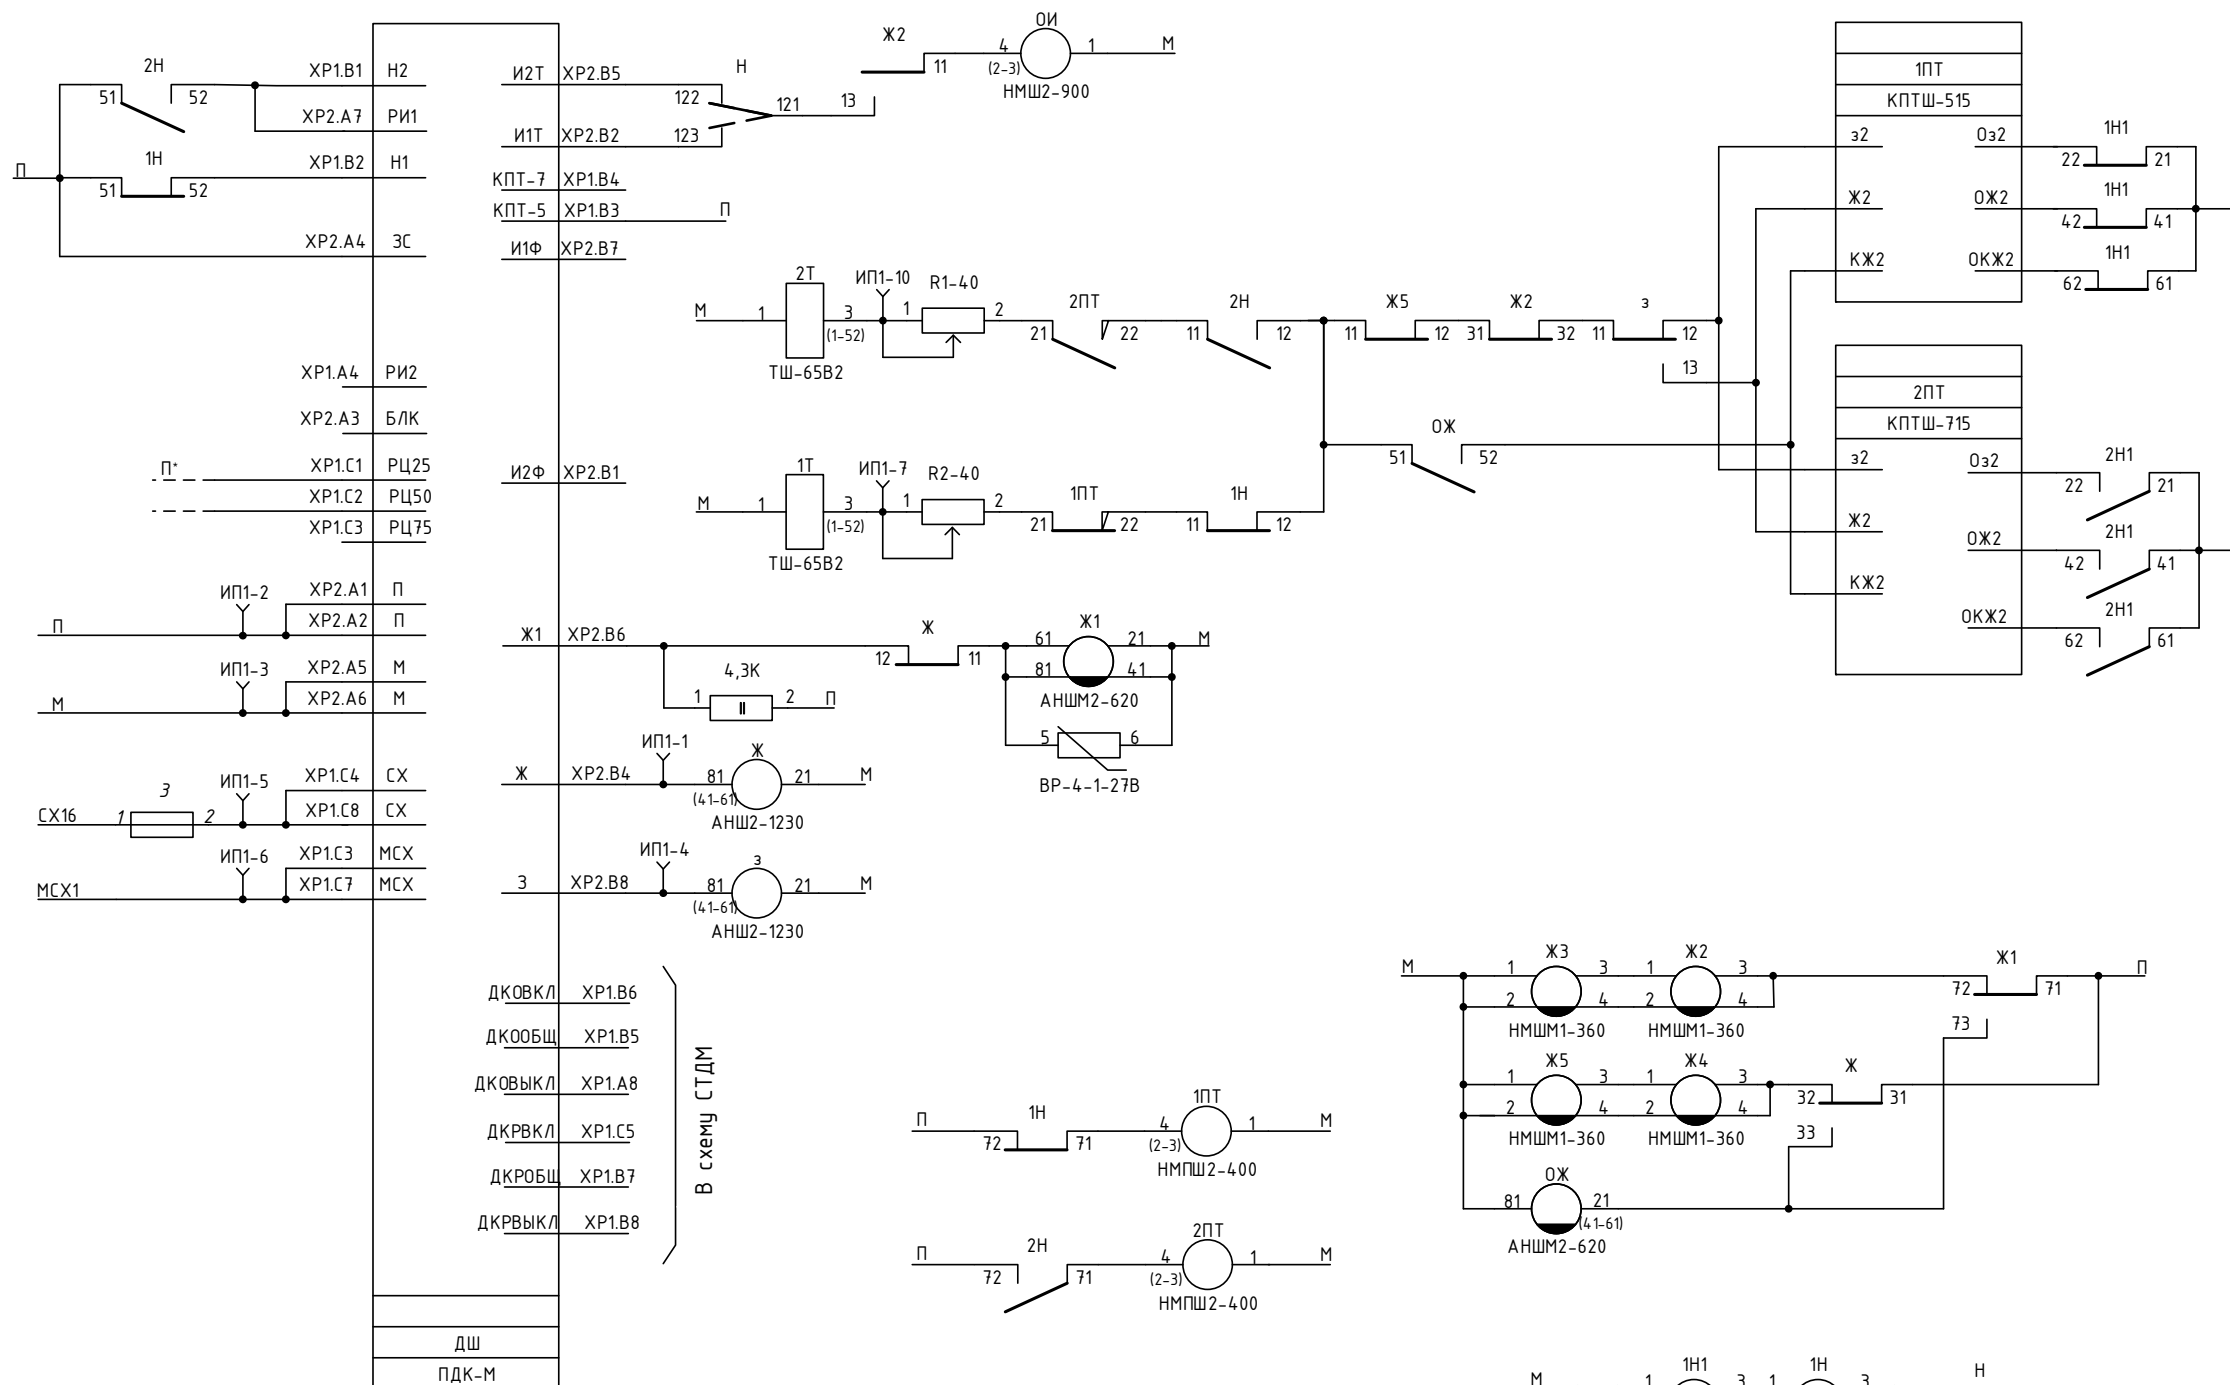 2Н
51
52
ХР1.В1
Н2
ХР2.А7
РИ1
1Н
51
52
ХР1.В2
Н1
П
ХР2.А4
ЗС
ХР1.А4
РИ2
ХР2.А3
БЛК
П*
ХР1.С1
РЦ25
ХР1.С2
РЦ50
ХР1.С3
РЦ75
ИП1-2
ХР2.А1
П
П
ХР2.А2
П
ИП1-3
ХР2.А5
М
М
ХР2.А6
М
3
ИП1-5
ХР1.С4
СХ
СХ16
1
2
ХР1.С8
СХ
ИП1-6
ХР1.С3
МСХ
МСХ1
ХР1.С7
МСХ
ДШ
ПДК-М
И2Т
ХР2.В5
И1Т
ХР2.В2
КПТ-7
ХР1.В4
КПТ-5
ХР1.В3
П
И1Ф
ХР2.В7
И2Ф
ХР2.В1
Ж1
ХР2.В6
Ж
ХР2.В4
З
ХР2.В8
ДКОВКЛ
ХР1.В6
ДКООБЩ
ХР1.В5
ДКОВЫКЛ
ХР1.А8
ДКРВКЛ
ХР1.С5
ДКРОБЩ
ХР1.В7
ДКРВЫКЛ
ХР1.В8
В схему СТДМ
Н
122
123
121
13
Ж2
11
ОИ
4
(2-3)
1
М
НМШ2-900
М
1
2Т
3
(1-52)
ТШ-65В2
ИП1-10
1
R1-40
2
2ПТ
21
22
2Н
11
12
Ж5
11
12
Ж2
31
32
з
11
12
13
М
1
1Т
3
(1-52)
ТШ-65В2
ИП1-7
1
R2-40
2
1ПТ
21
22
1Н
11
12
ОЖ
51
52
1ПТ
КПТШ-515
з2
Оз2
Ж2
ОЖ2
КЖ2
ОКЖ2
1Н1
22
21
1Н1
42
41
1Н1
62
61
2ПТ
КПТШ-715
з2
Оз2
Ж2
ОЖ2
КЖ2
ОКЖ2
2Н1
22
21
2Н1
42
41
2Н1
62
61
Ж
12
11
4,3К
1
2
П
Ж1
61
21
М
81
41
АНШМ2-620
5
6
ВР-4-1-27В
ИП1-1
Ж
81
(41-61)
21
М
АНШ2-1230
ИП1-4
з
81
(41-61)
21
М
АНШ2-1230
П
1Н
72
71
1ПТ
4
(2-3)
1
М
НМПШ2-400
П
2Н
72
71
2ПТ
4
(2-3)
1
М
НМПШ2-400
М
Ж3
1
3
2
4
НМШМ1-360
Ж2
1
3
2
4
НМШМ1-360
Ж1
72
71
73
П
Ж5
1
3
2
4
НМШМ1-360
Ж4
1
3
2
4
НМШМ1-360
Ж
32
31
33
ОЖ
81
21
(41-61)
АНШМ2-620
М
1Н1
1
3
1Н
1
3
Н